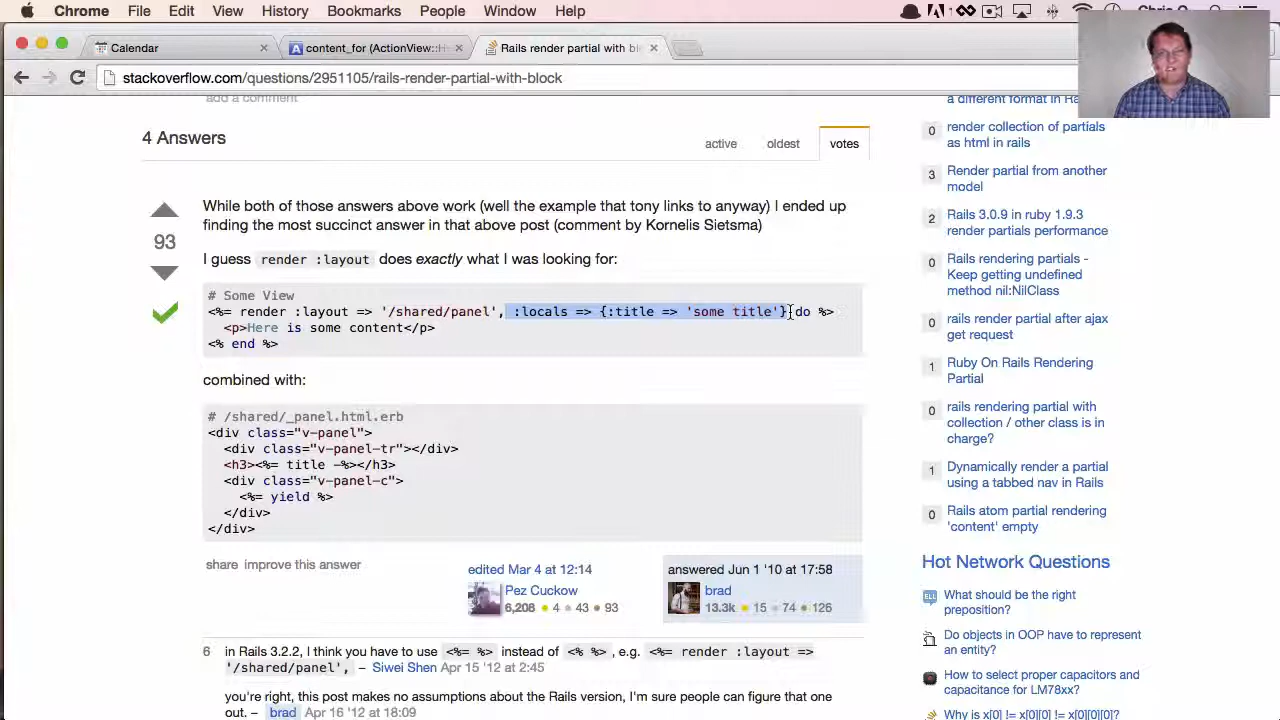 Chrome File Edit View History Bookmarks People Window Help
Calendar
content_for (ActionView::H
Rails render partial with bl
stackoverflow.com/questions/2951105/rails-render-partial-with-block
add a comment
4 Answers
active oldest votes
93
While both of those answers above work (well the example that tony links to anyway) I ended up
finding the most succinct answer in that above post (comment by Kornelis Sietsma)
I guess render :layout does exactly what I was looking for:
# Some View
<%= render :layout => '/shared/panel', :locals => {:title => 'some title'} do %>
<p>Here is some content</p>
<% end %>
combined with:
# /shared/_panel.html.erb
<div class="v-panel">
<div class="v-panel-tr"></div>
<h3><%= title -%></h3>
<div class="v-panel-c">
<%= yield %>
</div>
</div>
share improve this answer
edited Mar 4 at 12:14
Pez Cuckow
6,208 4 43 93
answered Jun 1 '10 at 17:58
brad
13.3k 15 74 126
6 in Rails 3.2.2, I think you have to use <%= %> instead of <% %>, e.g. <%= render :layout =>
'/shared/panel', – Siwei Shen Apr 15 '12 at 2:45
you're right, this post makes no assumptions about the Rails version, I'm sure people can figure that one
out. – brad Apr 16 '12 at 18:09
a different format in Ra
0 render collection of partials
as html in rails
3 Render partial from another
model
2 Rails 3.0.9 in ruby 1.9.3
render partials performance
0 Rails rendering partials -
Keep getting undefined
method nil:NilClass
0 rails render partial after ajax
get request
1 Ruby On Rails Rendering
Partial
0 rails rendering partial with
collection / other class is in
charge?
1 Dynamically render a partial
using a tabbed nav in Rails
0 Rails atom partial rendering
'content' empty
Hot Network Questions
ELL What should be the right
preposition?
Do objects in OOP have to represent
an entity?
How to select proper capacitors and
capacitance for LM78xx?
Why is x[0] != x[0][0] != x[0][0][0]?